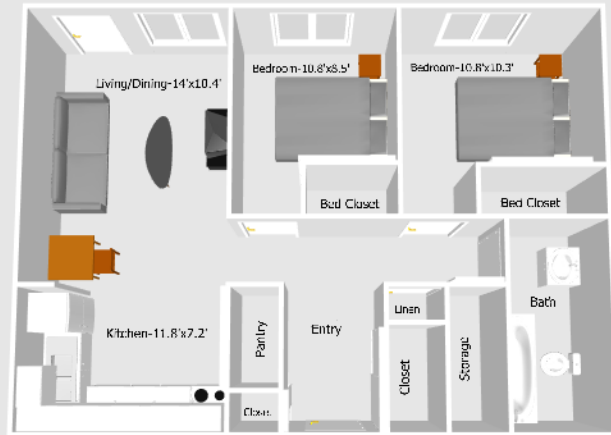 Bedroom-10.8'x8.5'
Bedroom-10.8'x10.3'
Living/Dining-14'x10.4'
Bed Closet
Bed Closet
Bath
Linen
Kitchen-11.8'x7.2'
Pantry
Entry
Closet
Storage
Close.